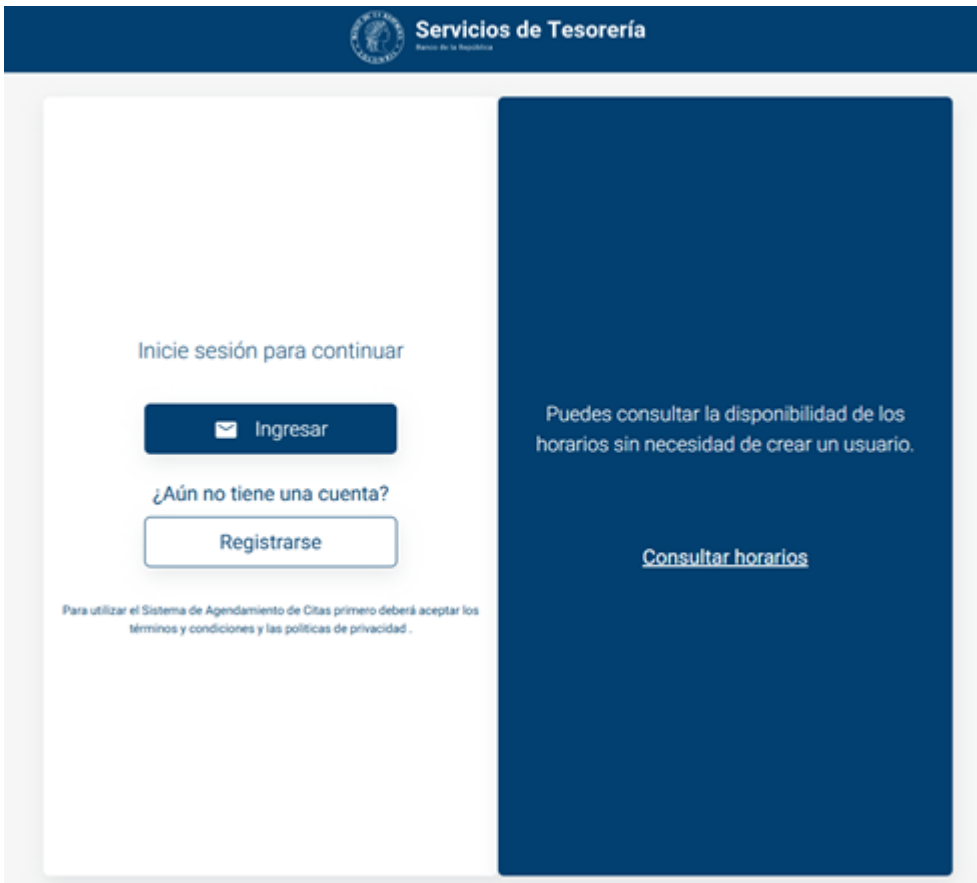 Servicios de Tesorería
Banco de la República
Inicie sesión para continuar
Ingresar
¿Aún no tiene una cuenta?
Registrarse
Para utilizar el Sistema de Agendamiento de Citas primero deberá aceptar los
términos y condiciones y las políticas de privacidad .
Puedes consultar la disponibilidad de los
horarios sin necesidad de crear un usuario.
Consultar horarios